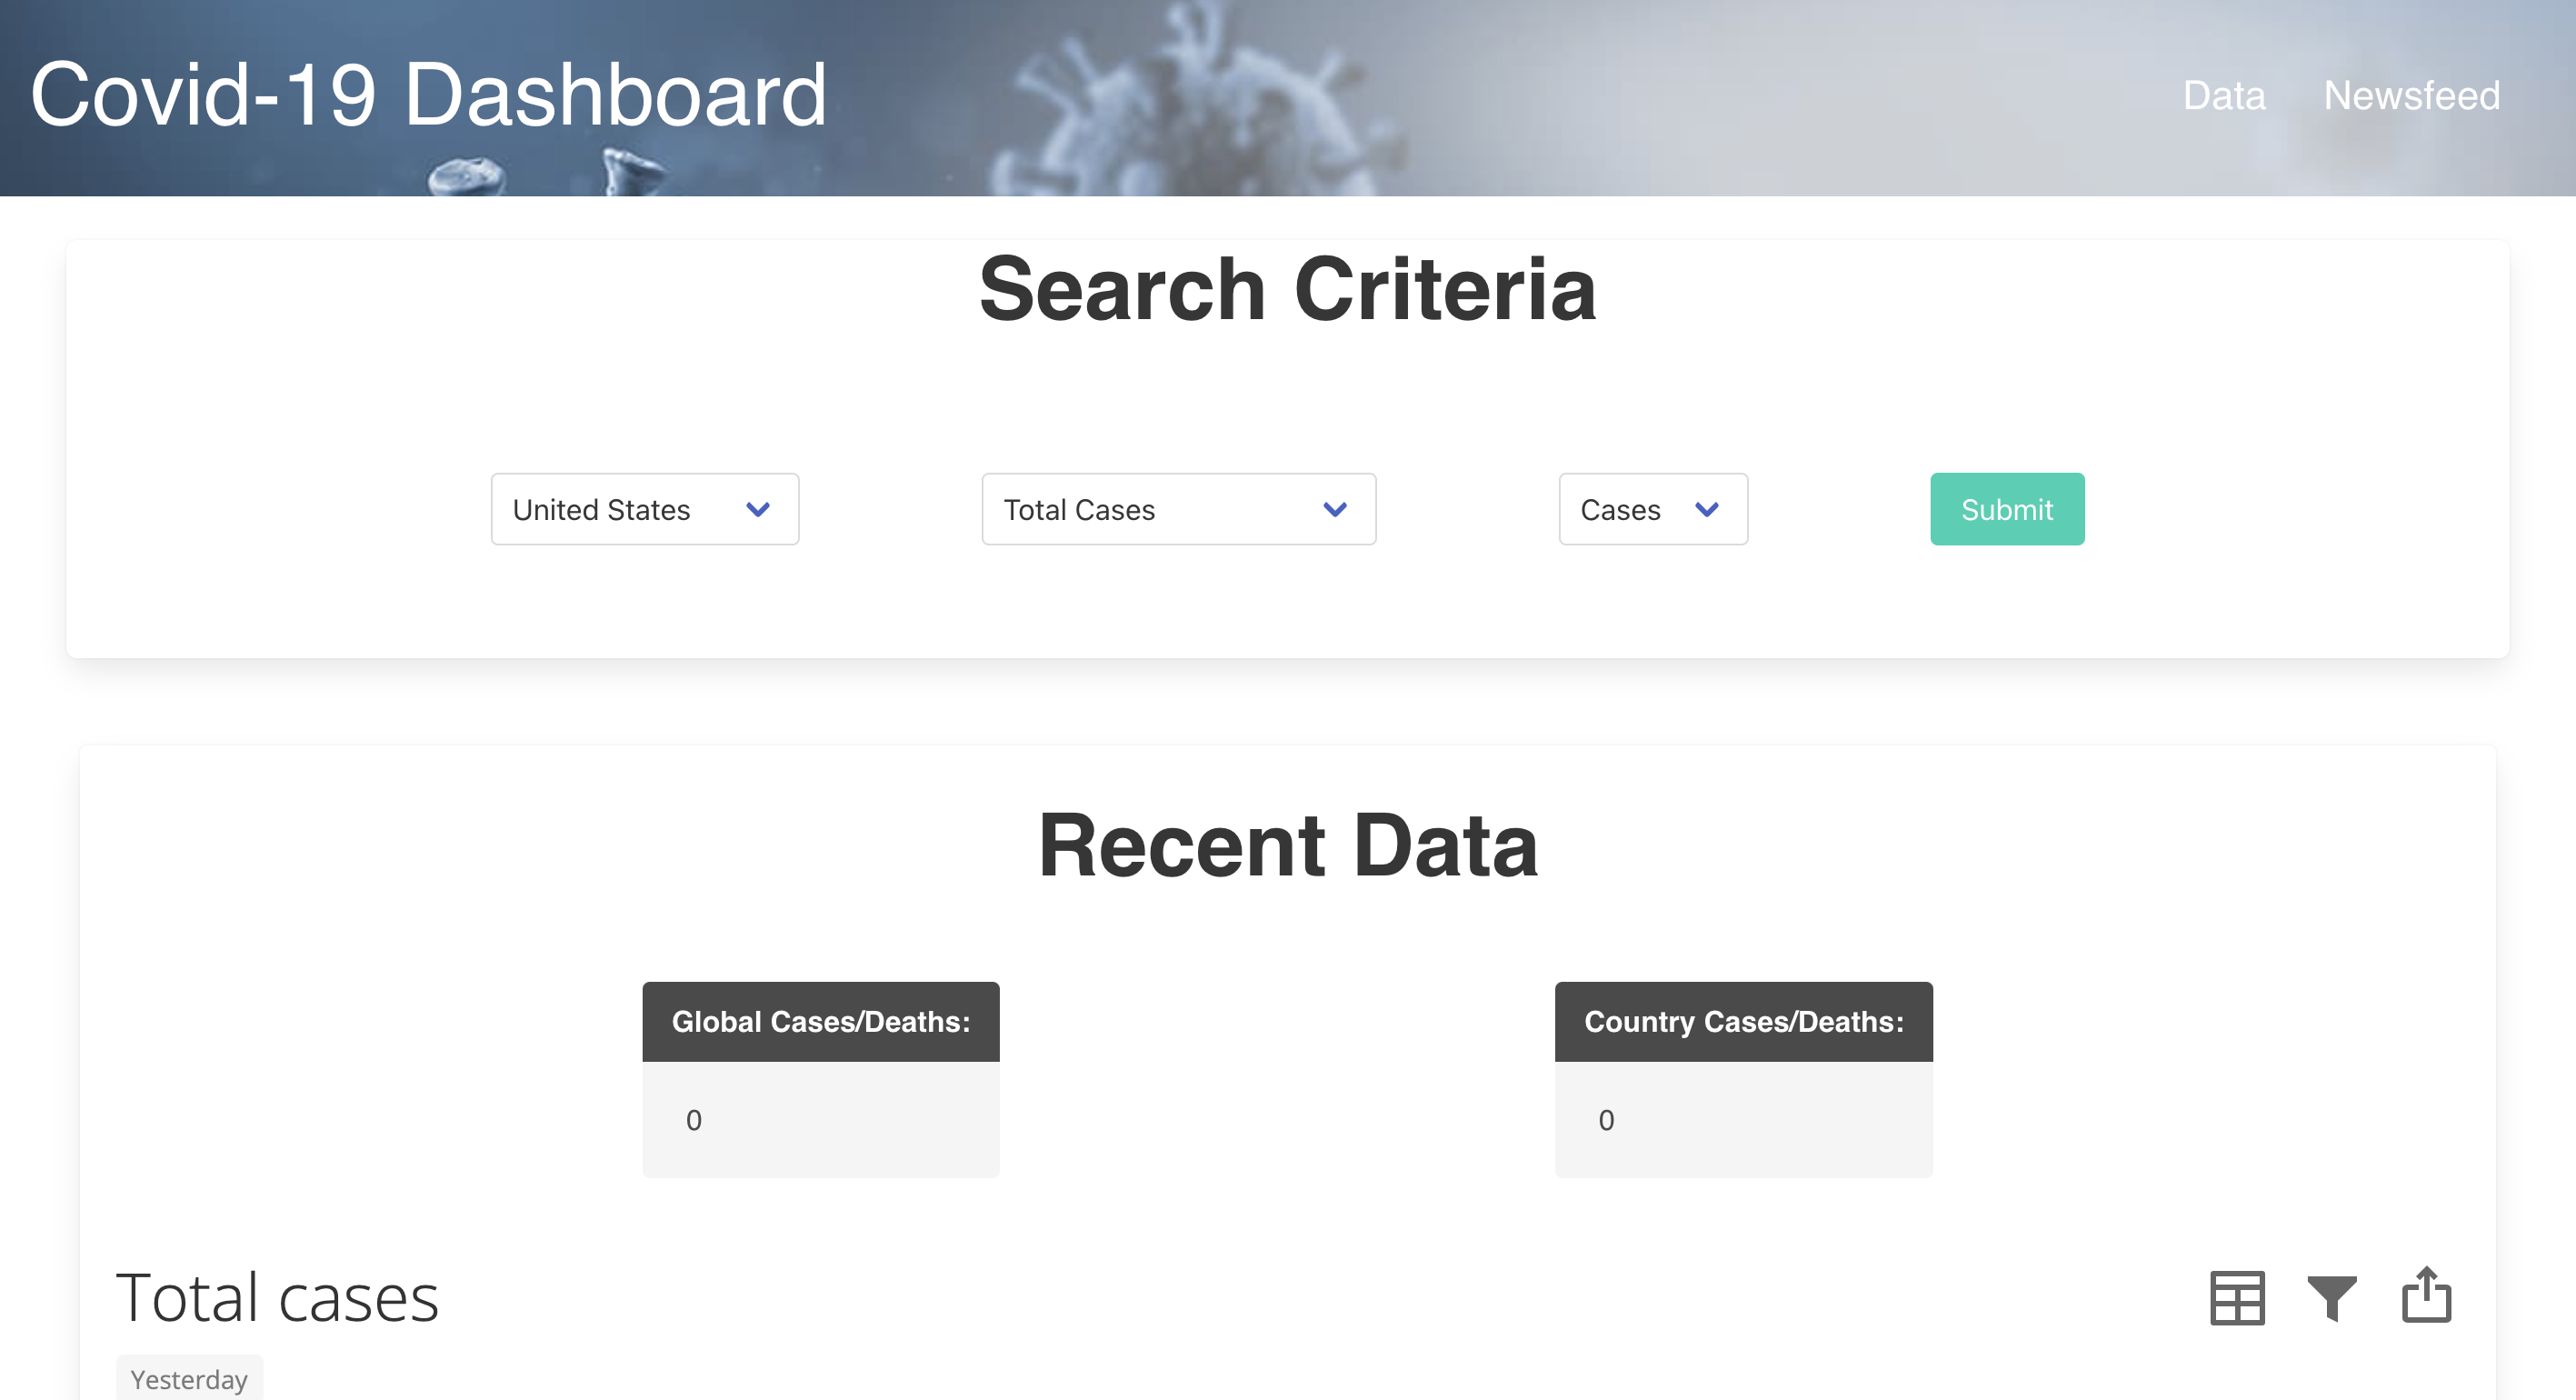 Covid-19 Dashboard
Data Newsfeed
Search Criteria
United States Total Cases Cases Submit
Recent Data
Global Cases/Deaths: Country Cases/Deaths:
0 0
Total cases
Yesterday